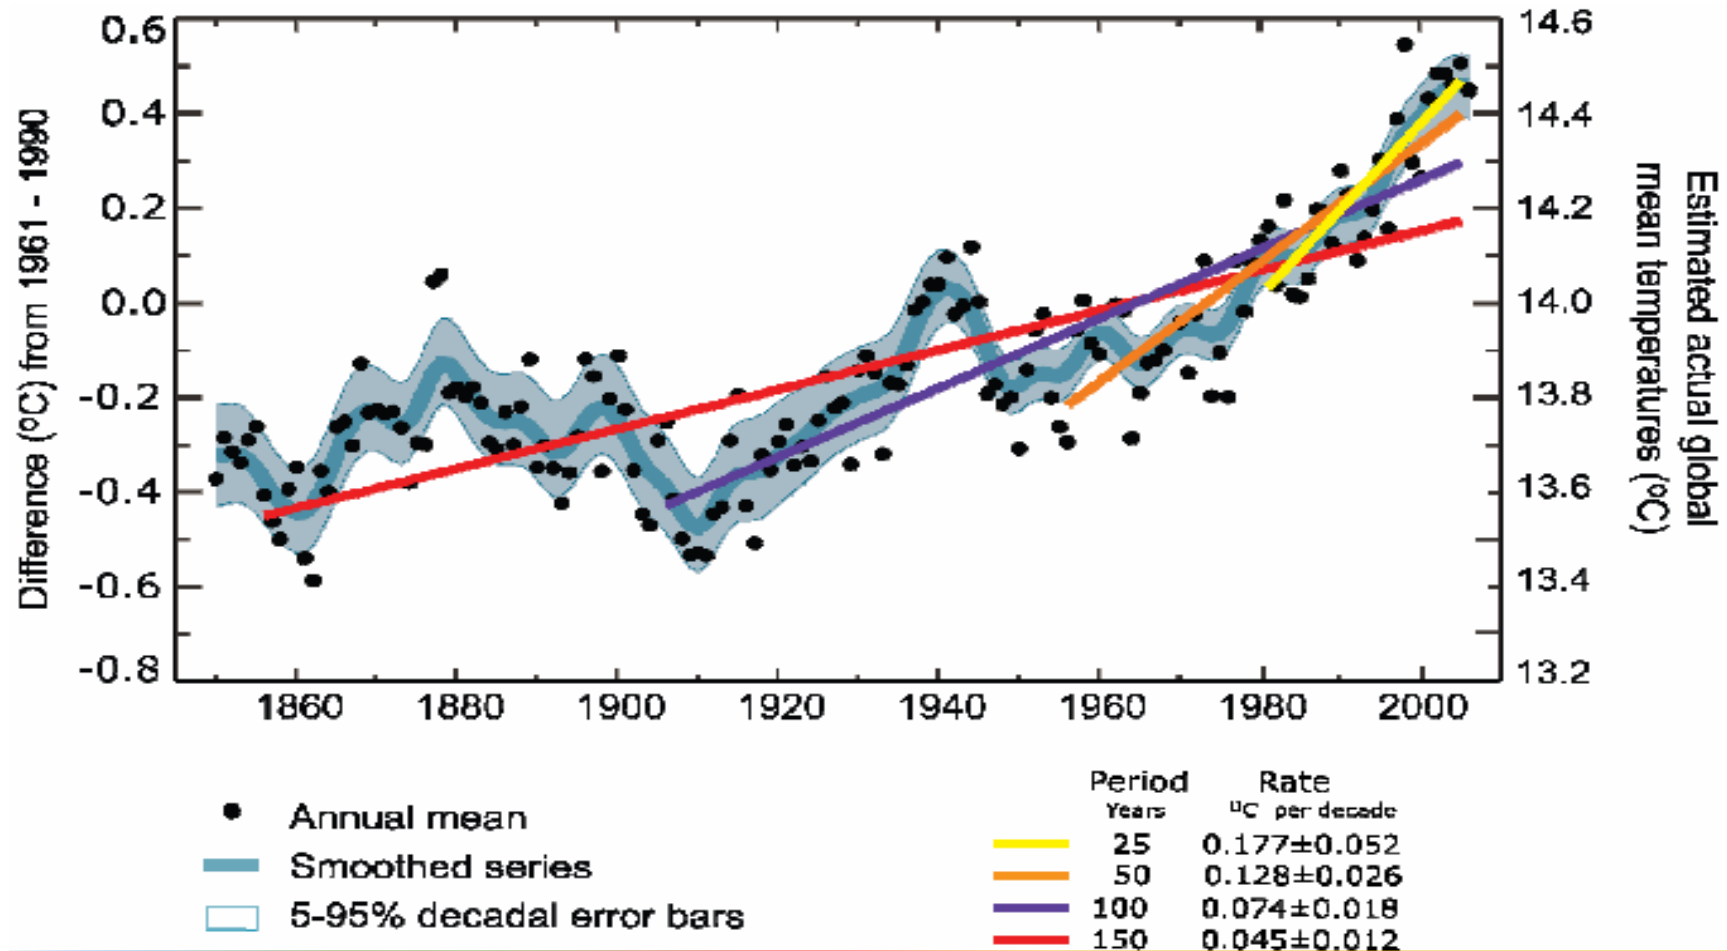 0.6
0.4
0.2
0.0
-0.2
-0.4
-0.6
-0.8
Difference (ºC) from 1961 - 1990
14.6
14.4
14.2
14.0
13.8
13.6
13.4
13.2
Estimated actual global
mean temperatures (ºC)
1860 1880 1900 1920 1940 1960 1980 2000
Annual mean
Smoothed series
5-95% decadal error bars
Period Rate
Years ºC per decade
25 0.177±0.052
50 0.128±0.026
100 0.074±0.018
150 0.045±0.012